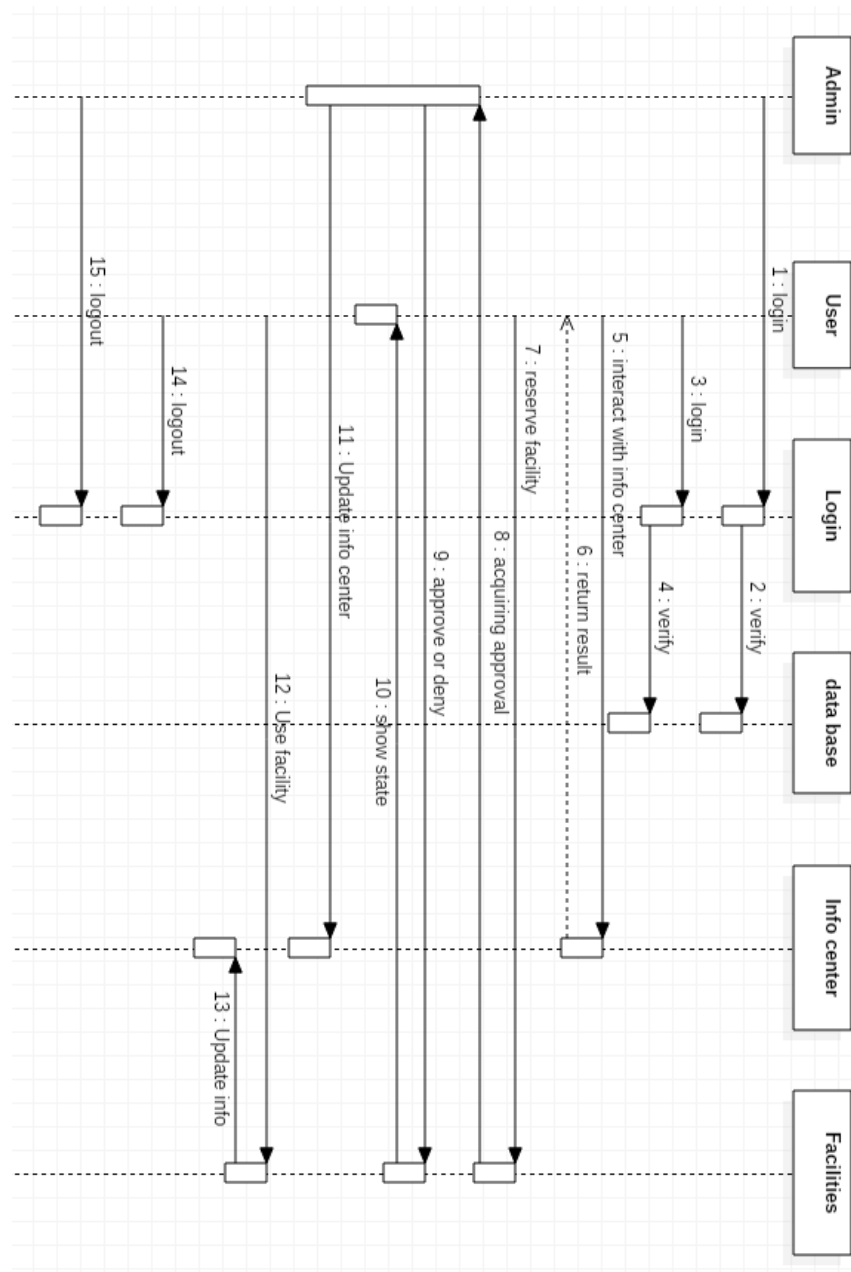 Admin
User
Login
data base
Info center
Facilities
1 : login
2 : verify
3 : login
4 : verify
5 : interact with info center
6 : return result
7 : reserve facility
8 : acquiring approval
9 : approve or deny
10 : show state
11 : Update info center
12 : Use facility
13 : Update info
14 : logout
15 : logout